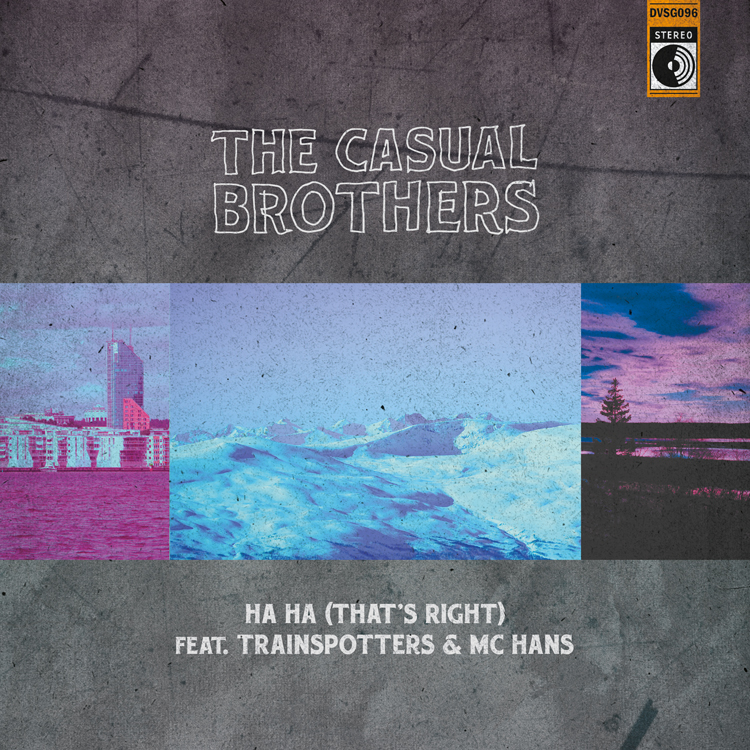 DVSG096
STEREO
THE CASUAL
BROTHERS
HA HA (THAT'S RIGHT)
FEAT. TRAINSPOTTERS & MC HANS